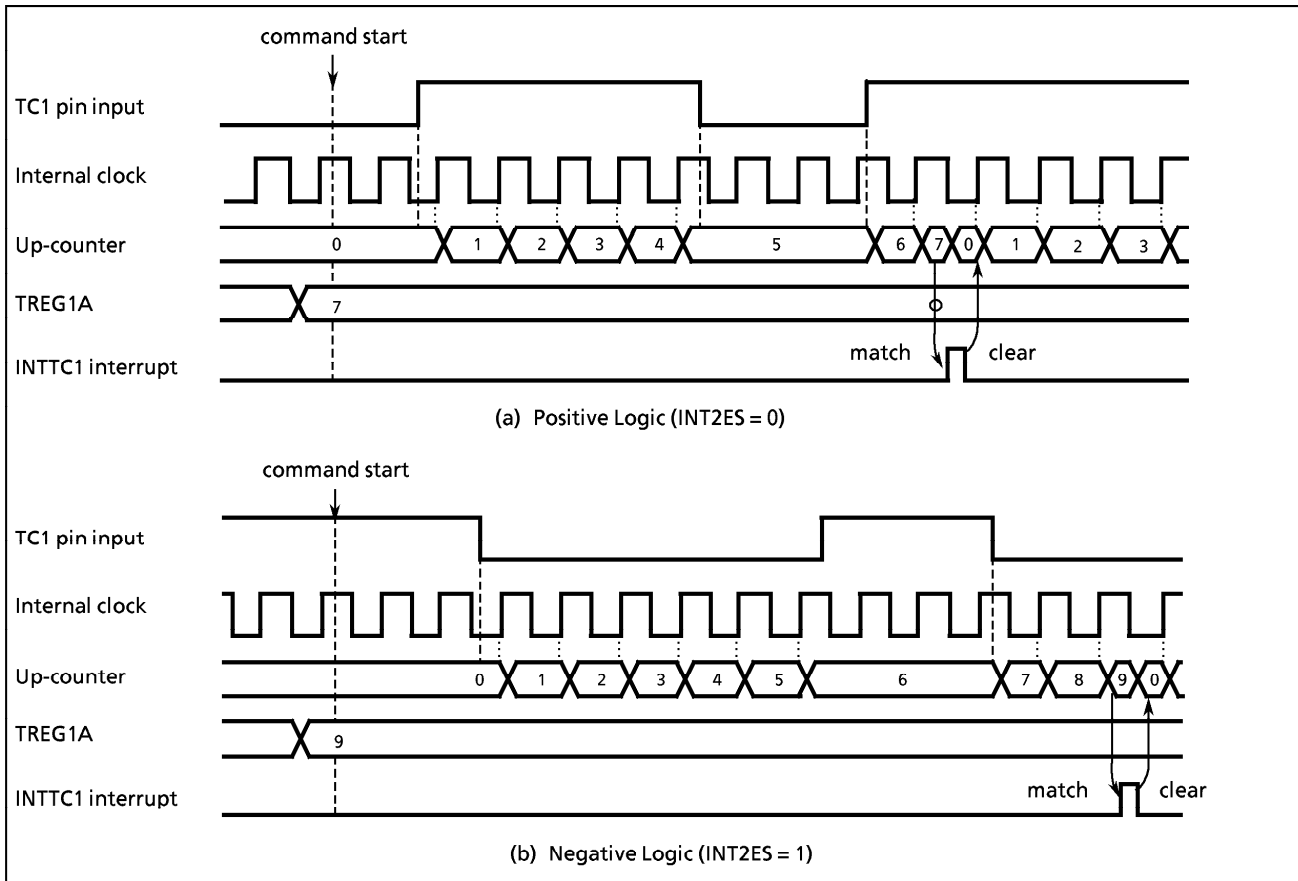 command start
TC1 pin input
Internal clock
Up-counter 0 1 2 3 4 5 6 7 0 1 2 3
TREG1A 7
match clear
INTTC1 interrupt
(a) Positive Logic (INT2ES = 0)
command start
TC1 pin input
Internal clock
Up-counter 0 1 2 3 4 5 6 7 8 9 0
TREG1A 9
INTTC1 interrupt match clear
(b) Negative Logic (INT2ES = 1)